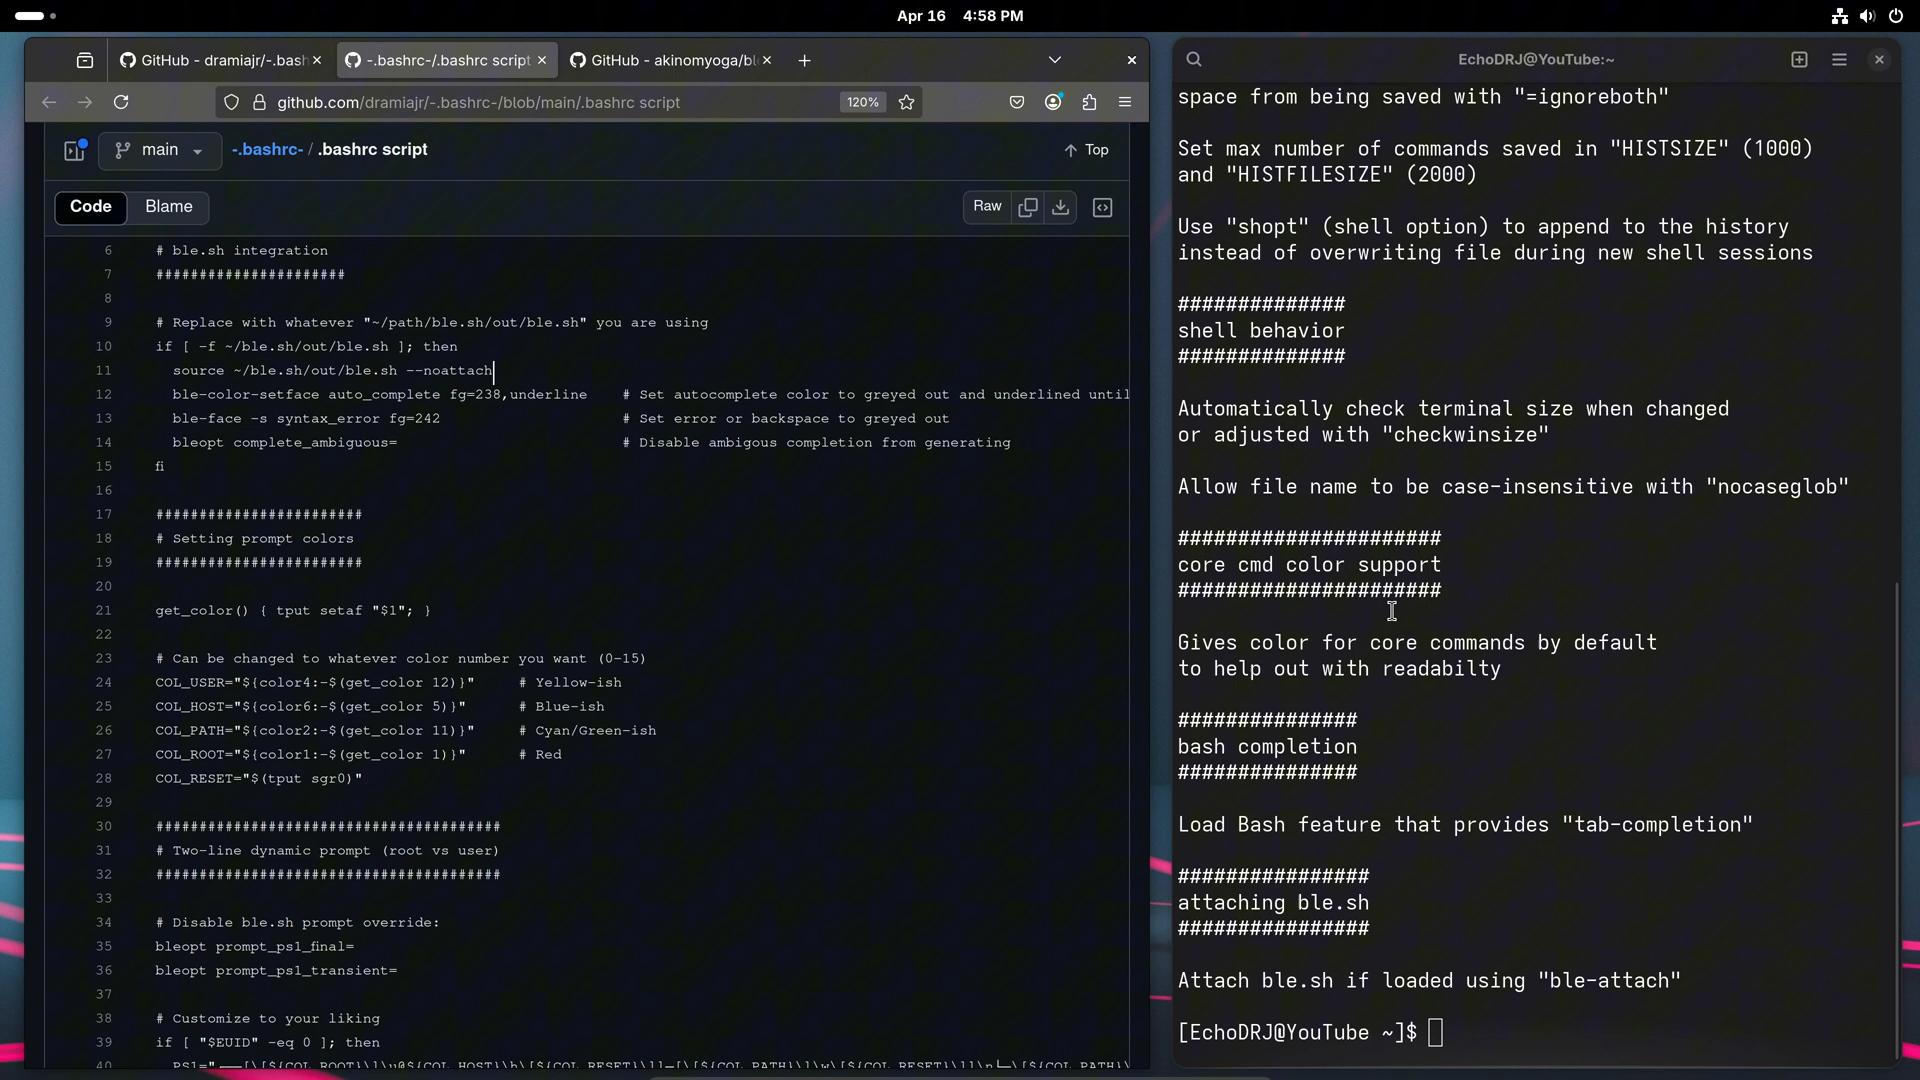 Apr 16 4:58 PM
GitHub - dramiajr/-.bash
-.bashrc-/.bashrc script
GitHub - akinomyoga/bl
github.com/dramiajr/-.bashrc-/blob/main/.bashrc script
120%
main
-.bashrc- / .bashrc script
Top
Code
Blame
Raw
6 # ble.sh integration
7 ######################
8
9 # Replace with whatever "~/path/ble.sh/out/ble.sh" you are using
10 if [ -f ~/ble.sh/out/ble.sh ]; then
11 source ~/ble.sh/out/ble.sh --noattach
12 ble-color-setface auto_complete fg=238,underline # Set autocomplete color to greyed out and underlined until
13 ble-face -s syntax_error fg=242 # Set error or backspace to greyed out
14 bleopt complete_ambiguous= # Disable ambigous completion from generating
15 fi
16
17 ########################
18 # Setting prompt colors
19 ########################
20
21 get_color() { tput setaf "$1"; }
22
23 # Can be changed to whatever color number you want (0-15)
24 COL_USER="${color4:-$(get_color 12)}" # Yellow-ish
25 COL_HOST="${color6:-$(get_color 5)}" # Blue-ish
26 COL_PATH="${color2:-$(get_color 11)}" # Cyan/Green-ish
27 COL_ROOT="${color1:-$(get_color 1)}" # Red
28 COL_RESET="$(tput sgr0)"
29
30 ########################################
31 # Two-line dynamic prompt (root vs user)
32 ########################################
33
34 # Disable ble.sh prompt override:
35 bleopt prompt_ps1_final=
36 bleopt prompt_ps1_transient=
37
38 # Customize to your liking
39 if [ "$EUID" -eq 0 ]; then
40
EchoDRJ@YouTube:~
space from being saved with "=ignoreboth"
Set max number of commands saved in "HISTSIZE" (1000)
and "HISTFILESIZE" (2000)
Use "shopt" (shell option) to append to the history
instead of overwriting file during new shell sessions
##############
shell behavior
##############
Automatically check terminal size when changed
or adjusted with "checkwinsize"
Allow file name to be case-insensitive with "nocaseglob"
######################
core cmd color support
######################
Gives color for core commands by default
to help out with readabilty
###############
bash completion
###############
Load Bash feature that provides "tab-completion"
################
attaching ble.sh
################
Attach ble.sh if loaded using "ble-attach"
[EchoDRJ@YouTube ~]$